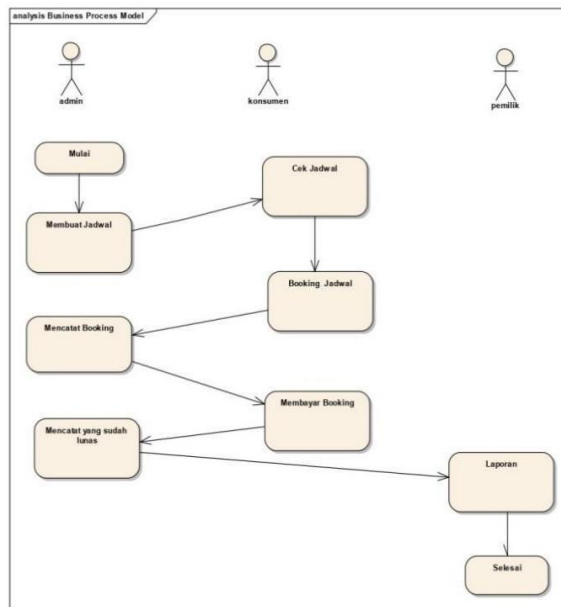 analysis Business Process Model
admin
konsumen
pemilik
Mulai
Cek Jadwal
Membuat Jadwal
Booking Jadwal
Mencatat Booking
Membayar Booking
Mencatat yang sudah
lunas
Laporan
Selesai